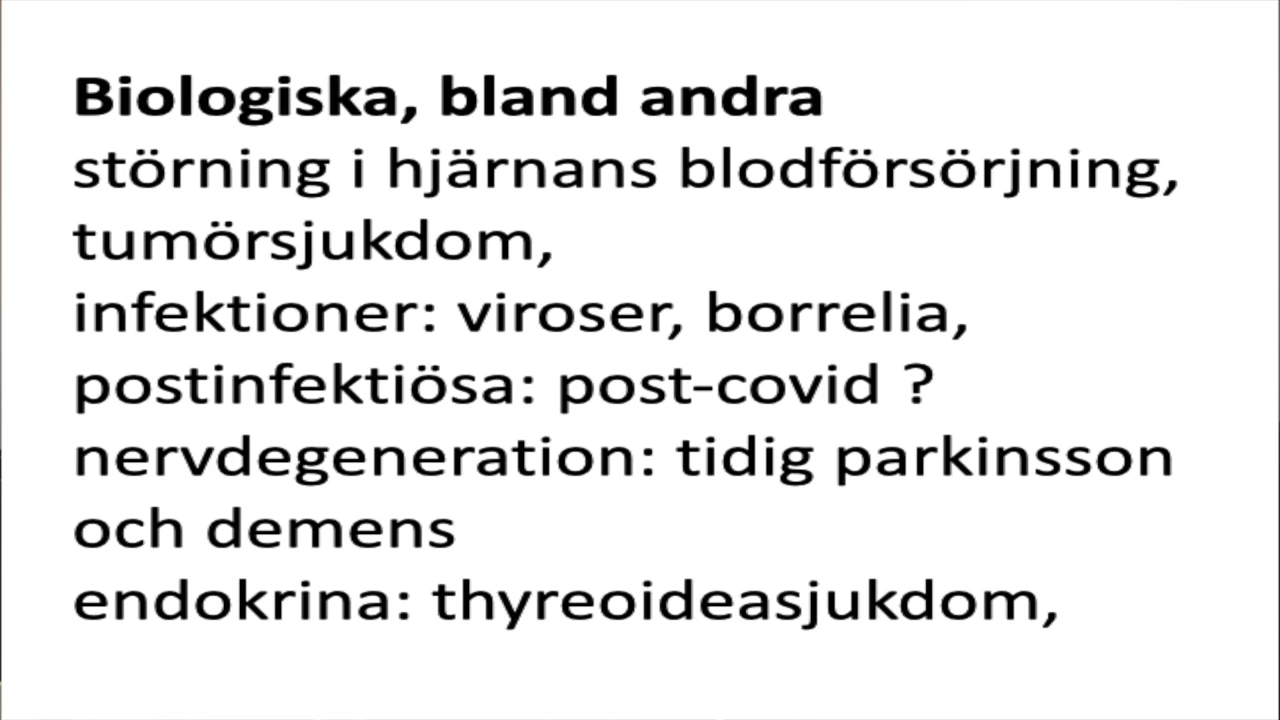 Biologiska, bland andra
störning i hjärnans blodförsörjning,
tumörsjukdom,
infektioner: viroser, borrelia,
postinfektiösa: post-covid ?
nervdegeneration: tidig parkinsson
och demens
endokrina: thyreoideasjukdom,